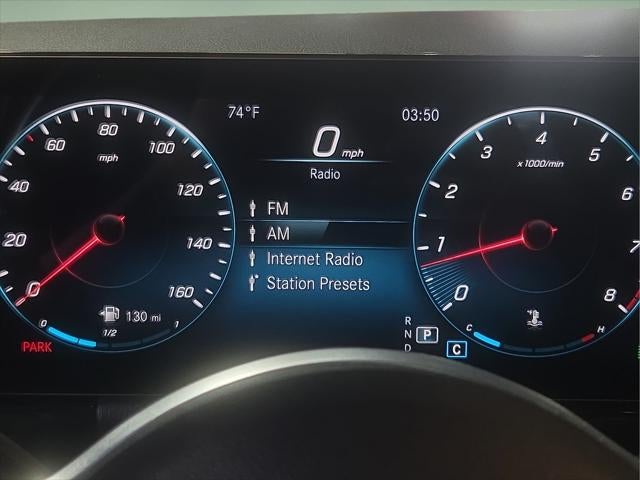 74°F
03:50
0 mph
Radio
FM
AM
Internet Radio
Station Presets
0
20
40
60
80
100
120
140
160
mph
130 mi
0
1/2
1
PARK
0
1
2
3
4
5
6
7
8
x1000/min
°F
C
H
R
N
D
P
C